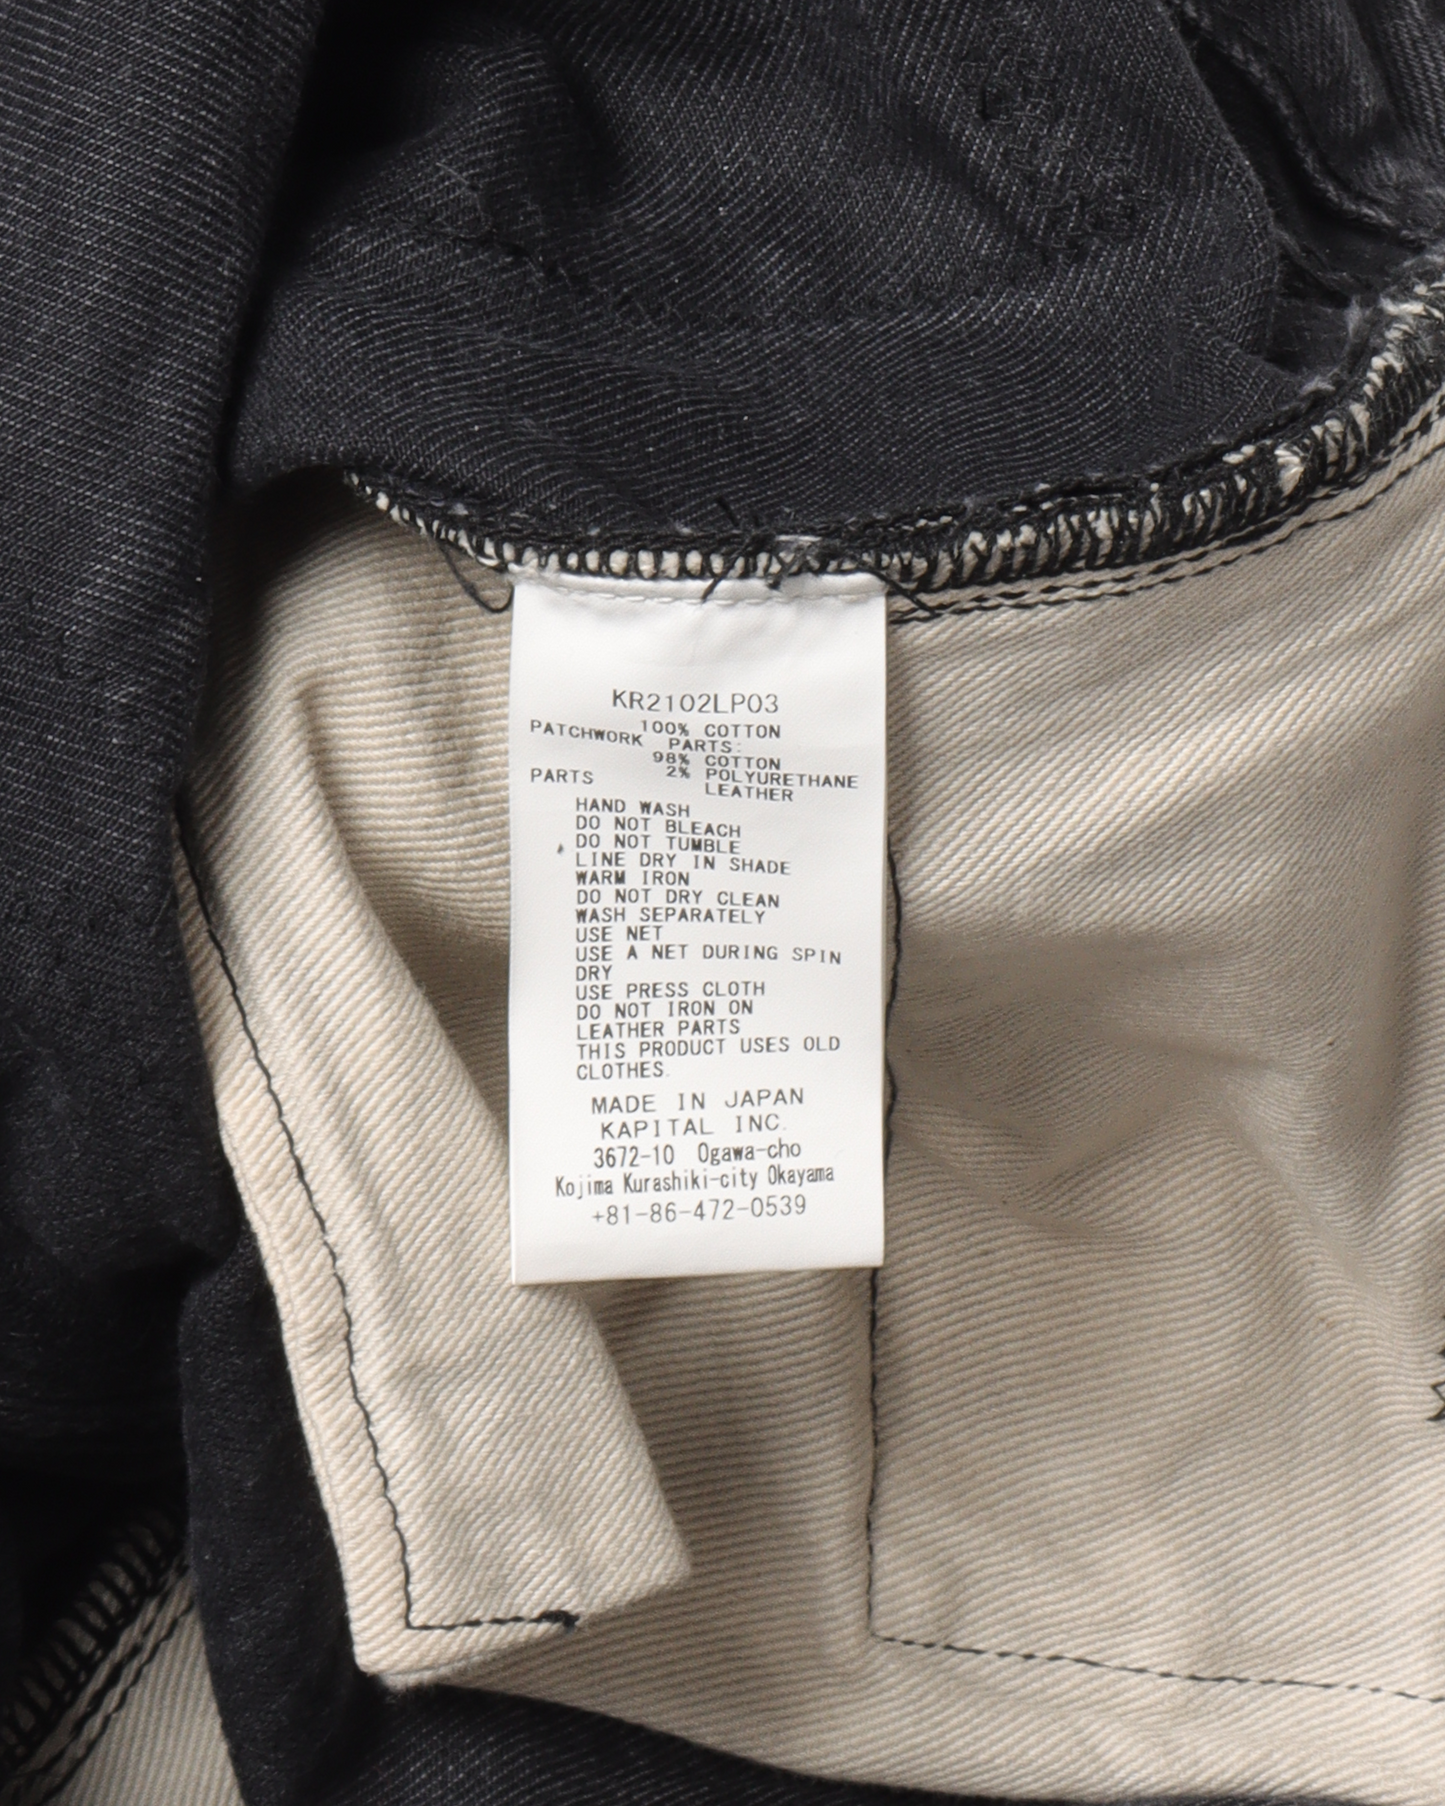 KR2102LP03
100% COTTON
PATCHWORK PARTS:
98% COTTON
2% POLYURETHANE
PARTS LEATHER
HAND WASH
DO NOT BLEACH
DO NOT TUMBLE
LINE DRY IN SHADE
WARM IRON
DO NOT DRY CLEAN
WASH SEPARATELY
USE NET
USE A NET DURING SPIN
DRY
USE PRESS CLOTH
DO NOT IRON ON
LEATHER PARTS
THIS PRODUCT USES OLD
CLOTHES.
MADE IN JAPAN
KAPITAL INC.
3672-10 Ogawa-cho
Kojima Kurashiki-city Okayama
+81-86-472-0539